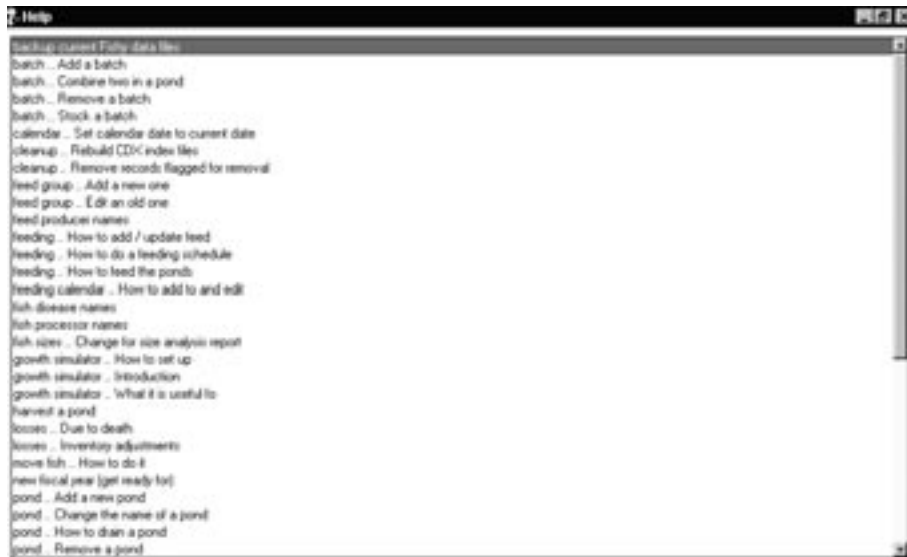 Help
backup current Fishy data files
batch .. Add a batch
batch .. Combine two in a pond
batch .. Remove a batch
batch .. Stock a batch
calendar .. Set calendar date to current date
cleanup .. Rebuild CDX index files
cleanup .. Remove records flagged for removal
feed group .. Add a new one
feed group .. Edit an old one
feed producer names
feeding .. How to add / update feed
feeding .. How to do a feeding schedule
feeding .. How to feed the ponds
feeding calendar .. How to add to and edit
fish disease names
fish processor names
fish sizes .. Change for size analysis report
growth simulator .. How to set up
growth simulator .. Introduction
growth simulator .. What it is useful fo
harvest a pond
losses .. Due to death
losses .. Inventory adjustments
move fish .. How to do it
new fiscal year (get ready for)
pond .. Add a new pond
pond .. Change the name of a pond
pond .. How to drain a pond
pond .. Remove a pond